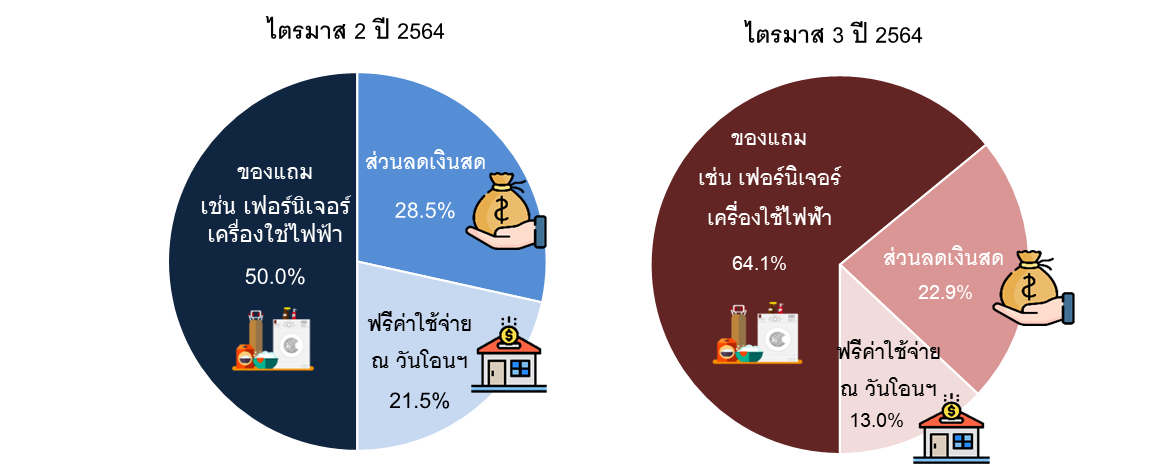 ไตรมาส 2 ปี 2564
ของแถม
เช่น เฟอร์นิเจอร์
เครื่องใช้ไฟฟ้า
50.0%
ส่วนลดเงินสด
28.5%
ฟรีค่าใช้จ่าย
ณ วันโอนฯ
21.5%
ไตรมาส 3 ปี 2564
ของแถม
เช่น เฟอร์นิเจอร์
เครื่องใช้ไฟฟ้า
64.1%
ส่วนลดเงินสด
22.9%
ฟรีค่าใช้จ่าย
ณ วันโอนฯ
13.0%